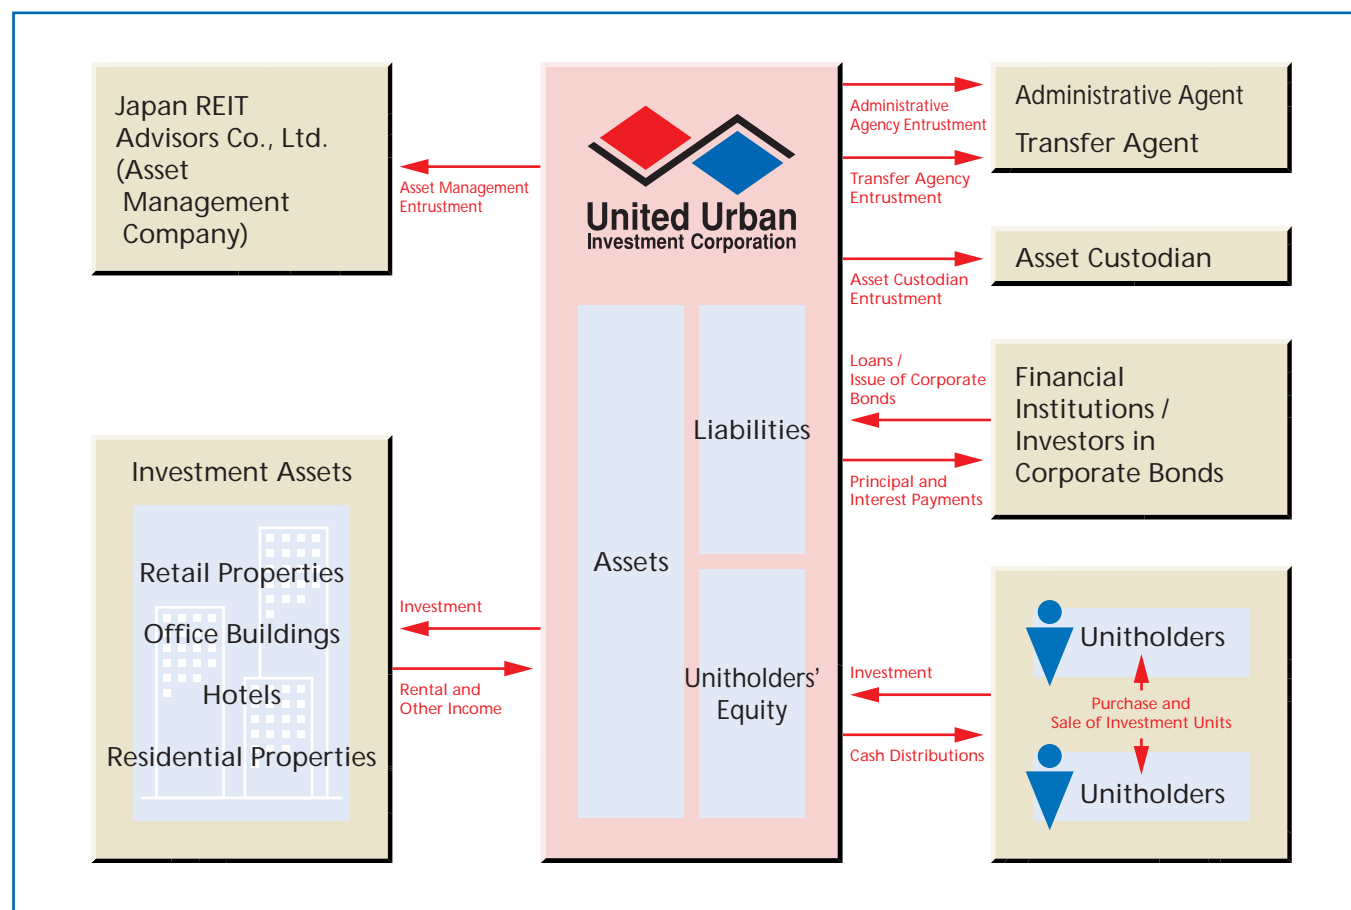 Japan REIT
Advisors Co., Ltd.
(Asset
Management
Company)
Asset Management
Entrustment
United Urban
Investment Corporation
Administrative
Agency Entrustment
Transfer Agency
Entrustment
Administrative Agent
Transfer Agent
Asset Custodian
Entrustment
Asset Custodian
Loans /
Issue of Corporate
Bonds
Principal and
Interest Payments
Financial
Institutions /
Investors in
Corporate Bonds
Investment Assets
Retail Properties
Office Buildings
Hotels
Residential Properties
Investment
Rental and
Other Income
Assets
Liabilities
Unitholders’
Equity
Investment
Cash Distributions
Unitholders
Purchase and
Sale of Investment Units
Unitholders